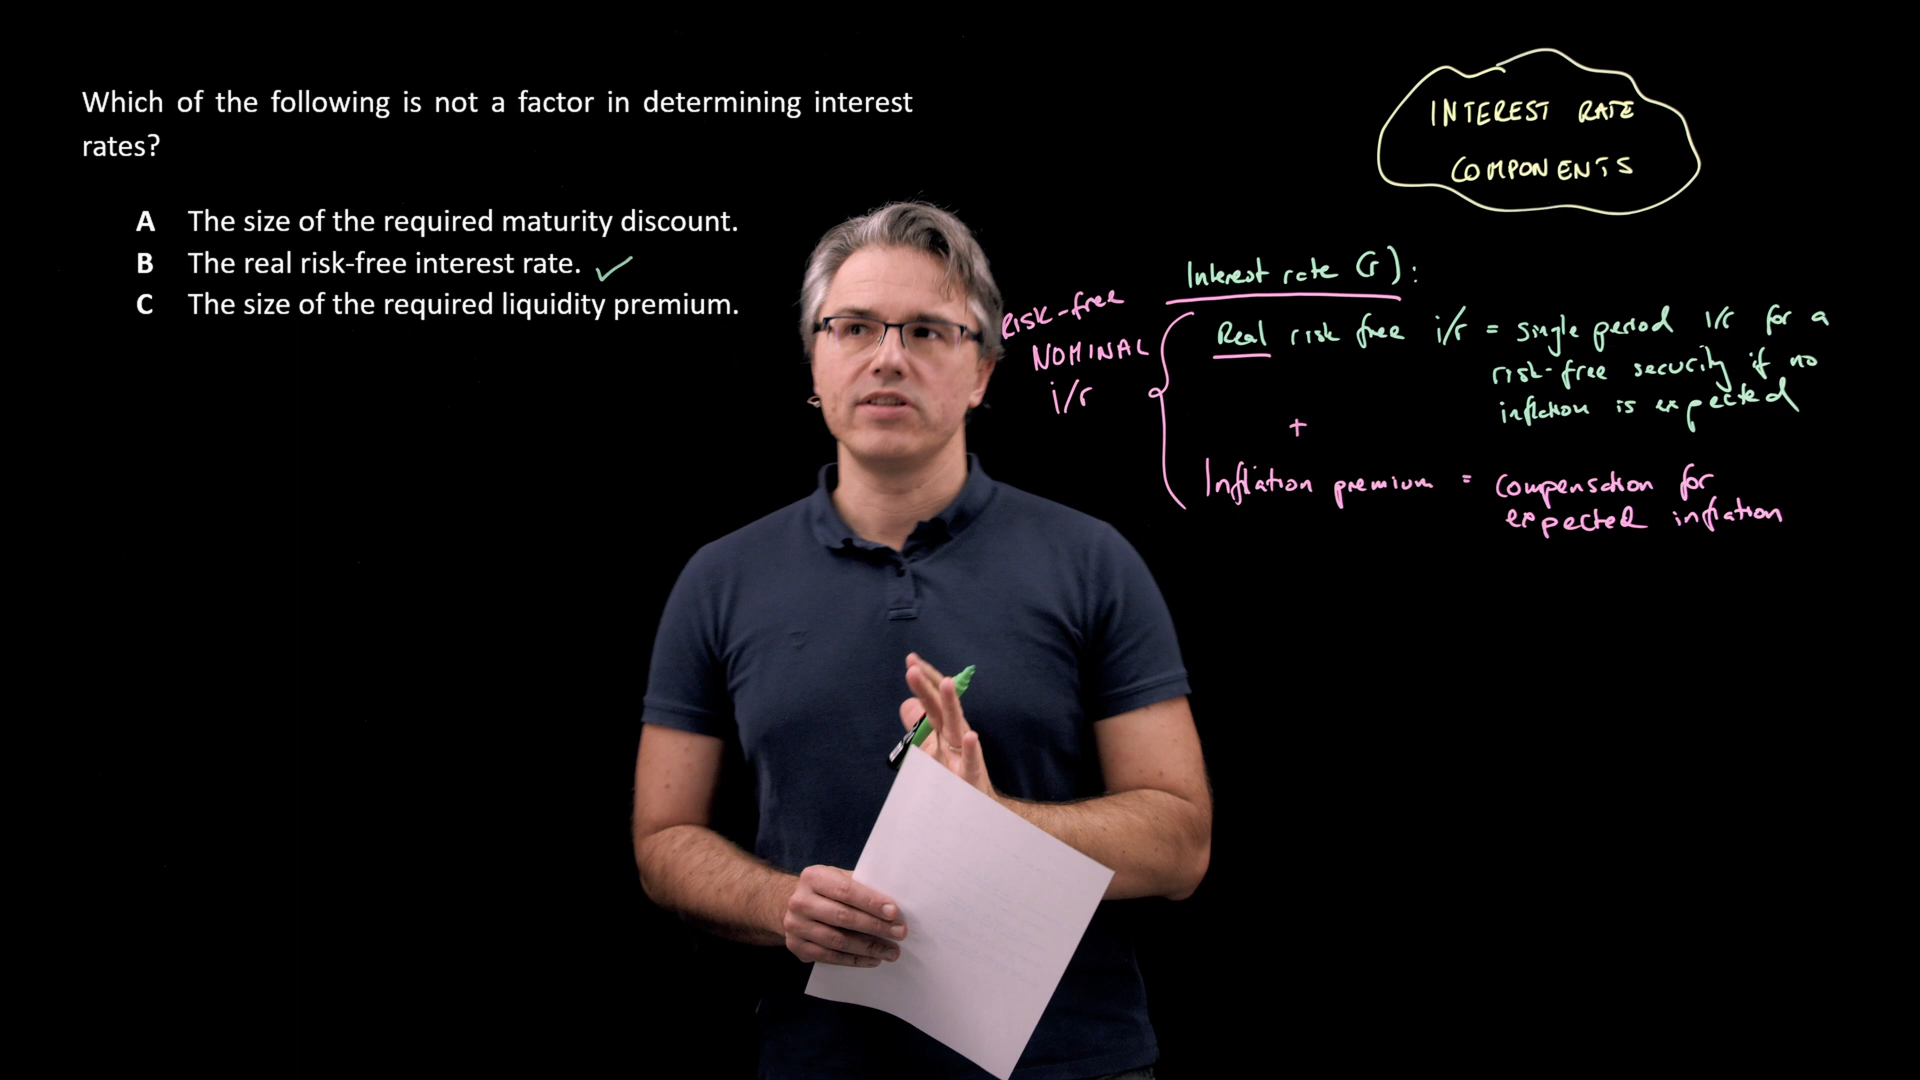 Which of the following is not a factor in determining interest
rates?
A The size of the required maturity discount.
B The real risk-free interest rate. ✓
C The size of the required liquidity premium.
INTEREST RATE
COMPONENTS
Interest rate (r):
Real risk free i/r = single period i/r for a
risk-free security if no
inflation is expected
RISK-free
NOMINAL
i/r
+
Inflation premium = compensation for
expected inflation